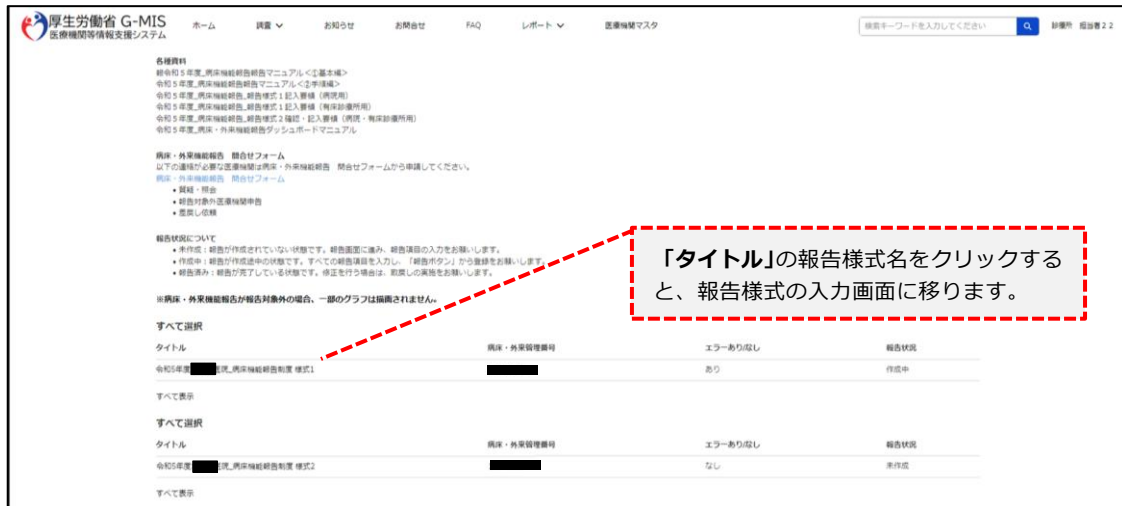 厚生労働省 G-MIS
医療機関等情報支援システム
ホーム 調査 お知らせ お問合せ FAQ レポート 医療機関マスタ
検索キーワードを入力してください
診療所 担当者22
各種資料
令和5年度_病床機能報告報告マニュアル<①基本編>
令和5年度_病床機能報告報告マニュアル<②手順編>
令和5年度_病床機能報告_報告様式1記入要領(病院用)
令和5年度_病床機能報告_報告様式1記入要領(有床診療所用)
令和5年度_病床機能報告_報告様式2確認・記入要領(病院・有床診療所用)
令和5年度_病床・外来機能報告ダッシュボードマニュアル
病床・外来機能報告 問合せフォーム
以下の連絡が必要な医療機関は病床・外来機能報告 問合せフォームから申請してください。
病床・外来機能報告 問合せフォーム
• 質疑・照会
• 報告対象外医療機関申告
• 差戻し依頼
報告状況について
• 未作成:報告が作成されていない状態です。報告画面に進み、報告項目の入力をお願いします。
• 作成中:報告が作成途中の状態です。すべての報告項目を入力し、「報告ボタン」から登録をお願いします。
• 報告済み:報告が完了している状態です。修正を行う場合は、取戻しの実施をお願いします。
※病床・外来機能報告が報告対象外の場合、一部のグラフは描画されません。
「タイトル」の報告様式名をクリックする
と、報告様式の入力画面に移ります。
すべて選択
タイトル 病床・外来管理番号 エラーあり/なし 報告状況
令和5年度 医院_病床機能報告制度 様式1 あり 作成中
すべて表示
すべて選択
タイトル 病床・外来管理番号 エラーあり/なし 報告状況
令和5年度 医院_病床機能報告制度 様式2 なし 未作成
すべて表示